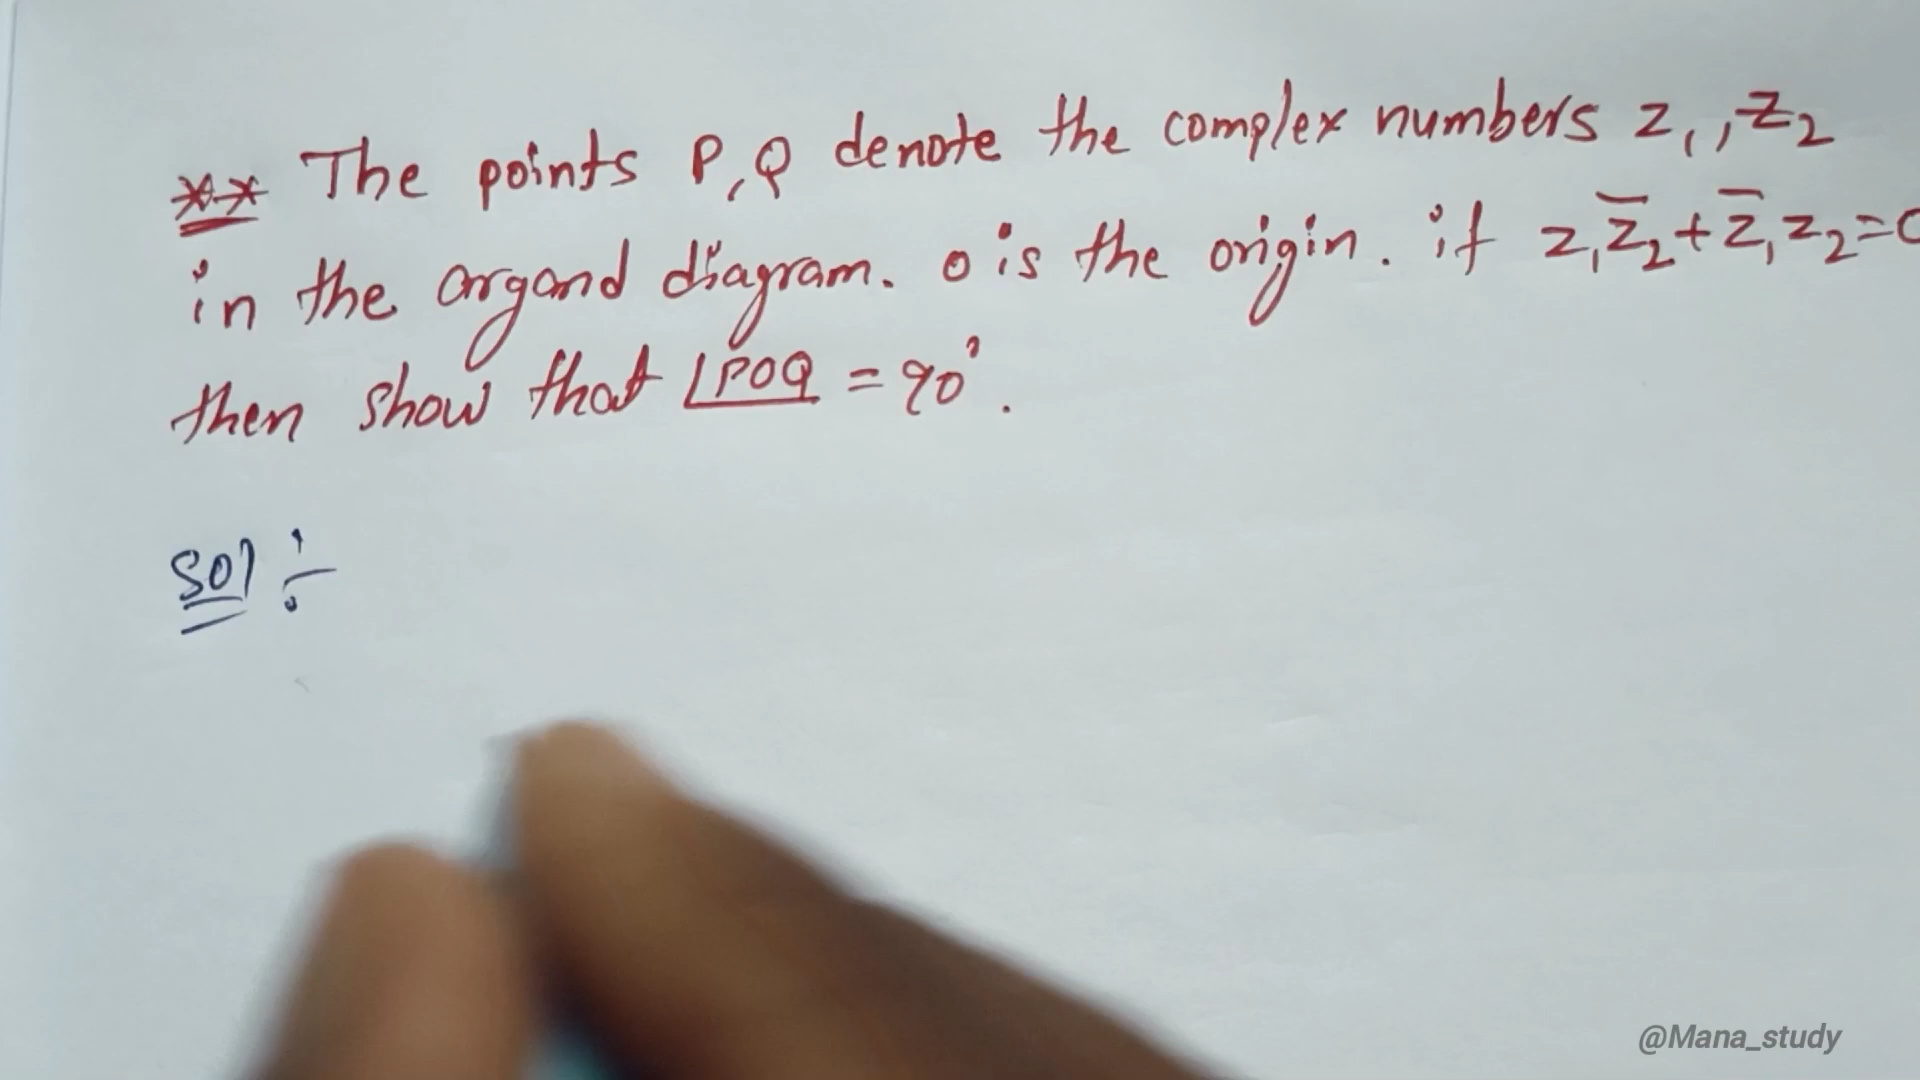 ** The points P,Q denote the complex numbers z₁,z₂
in the argand diagram. O is the origin. if z₁z̅₂+z̅₁z₂=0
then show that ∠POQ = 90°.
Sol ÷
@Mana_study